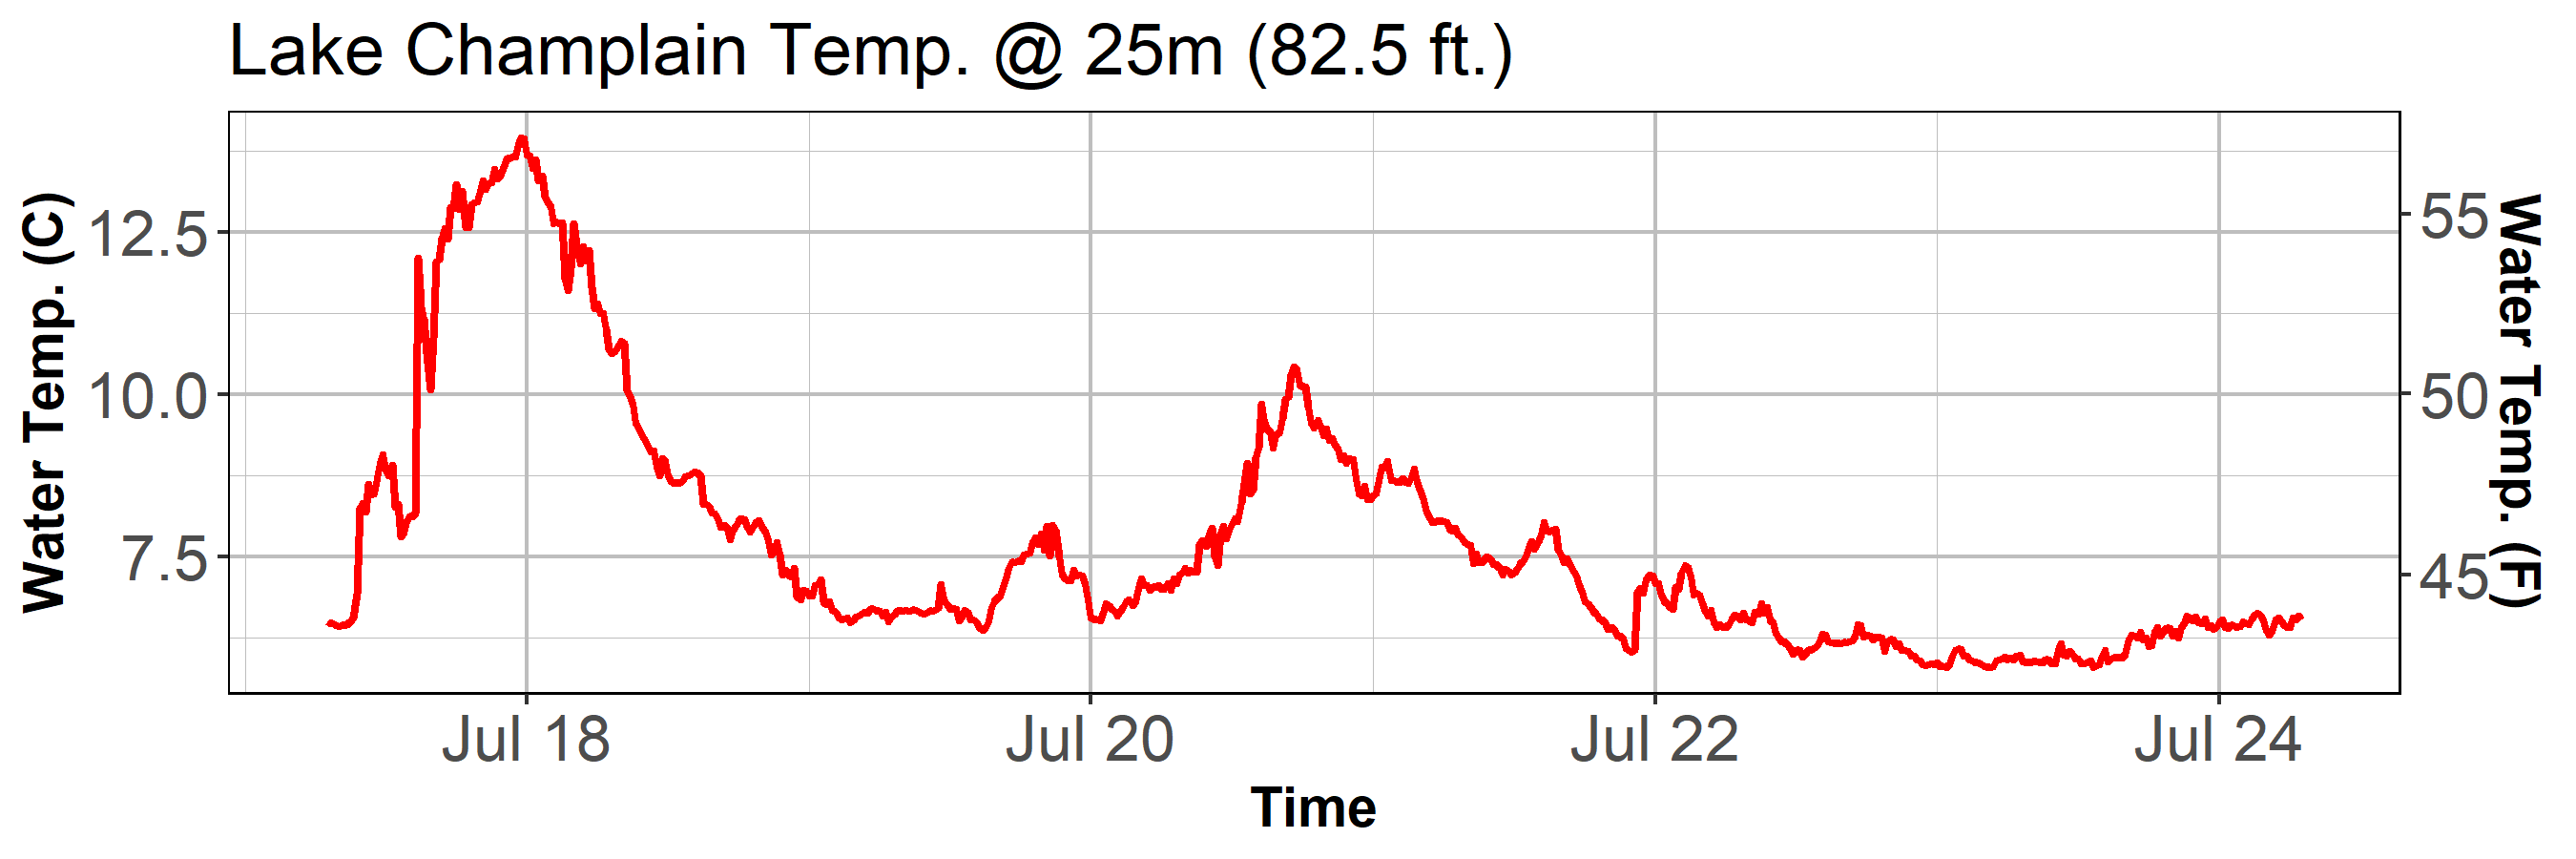 Lake Champlain Temp. @ 25m (82.5 ft.)
Water Temp. (C)
12.5
10.0
7.5
55
50
45
Water Temp. (F)
Jul 18
Jul 20
Jul 22
Jul 24
Time